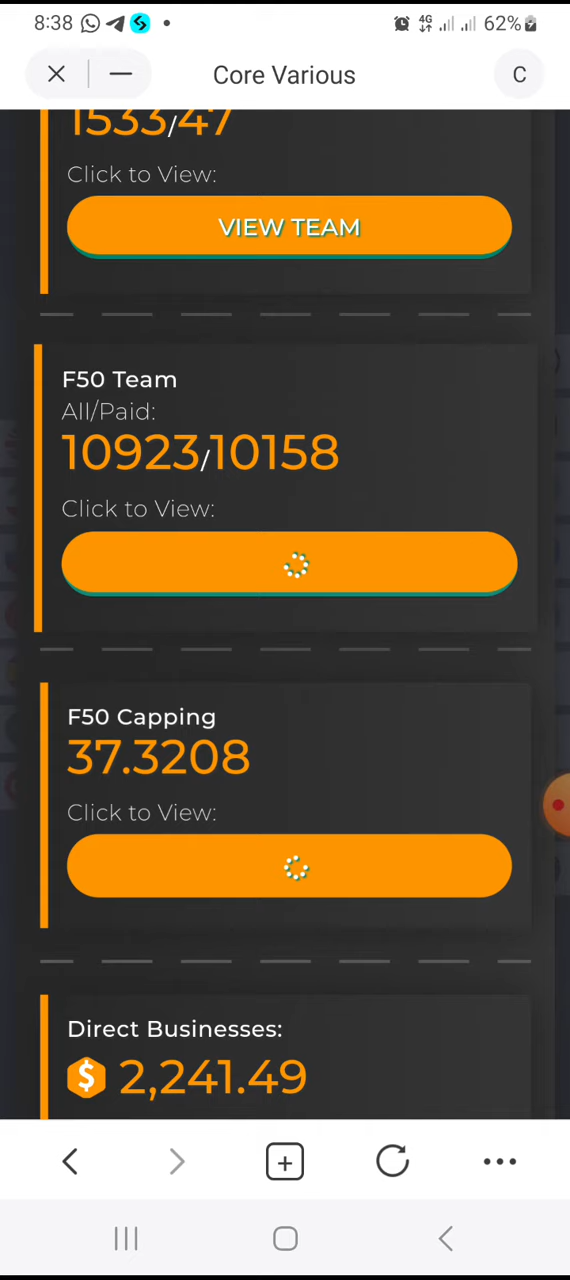 8:38
4G
62%
Core Various
C
1533/47
Click to View:
VIEW TEAM
F50 Team
All/Paid:
10923/10158
Click to View:
F50 Capping
37.3208
Click to View:
Direct Businesses:
$ 2,241.49